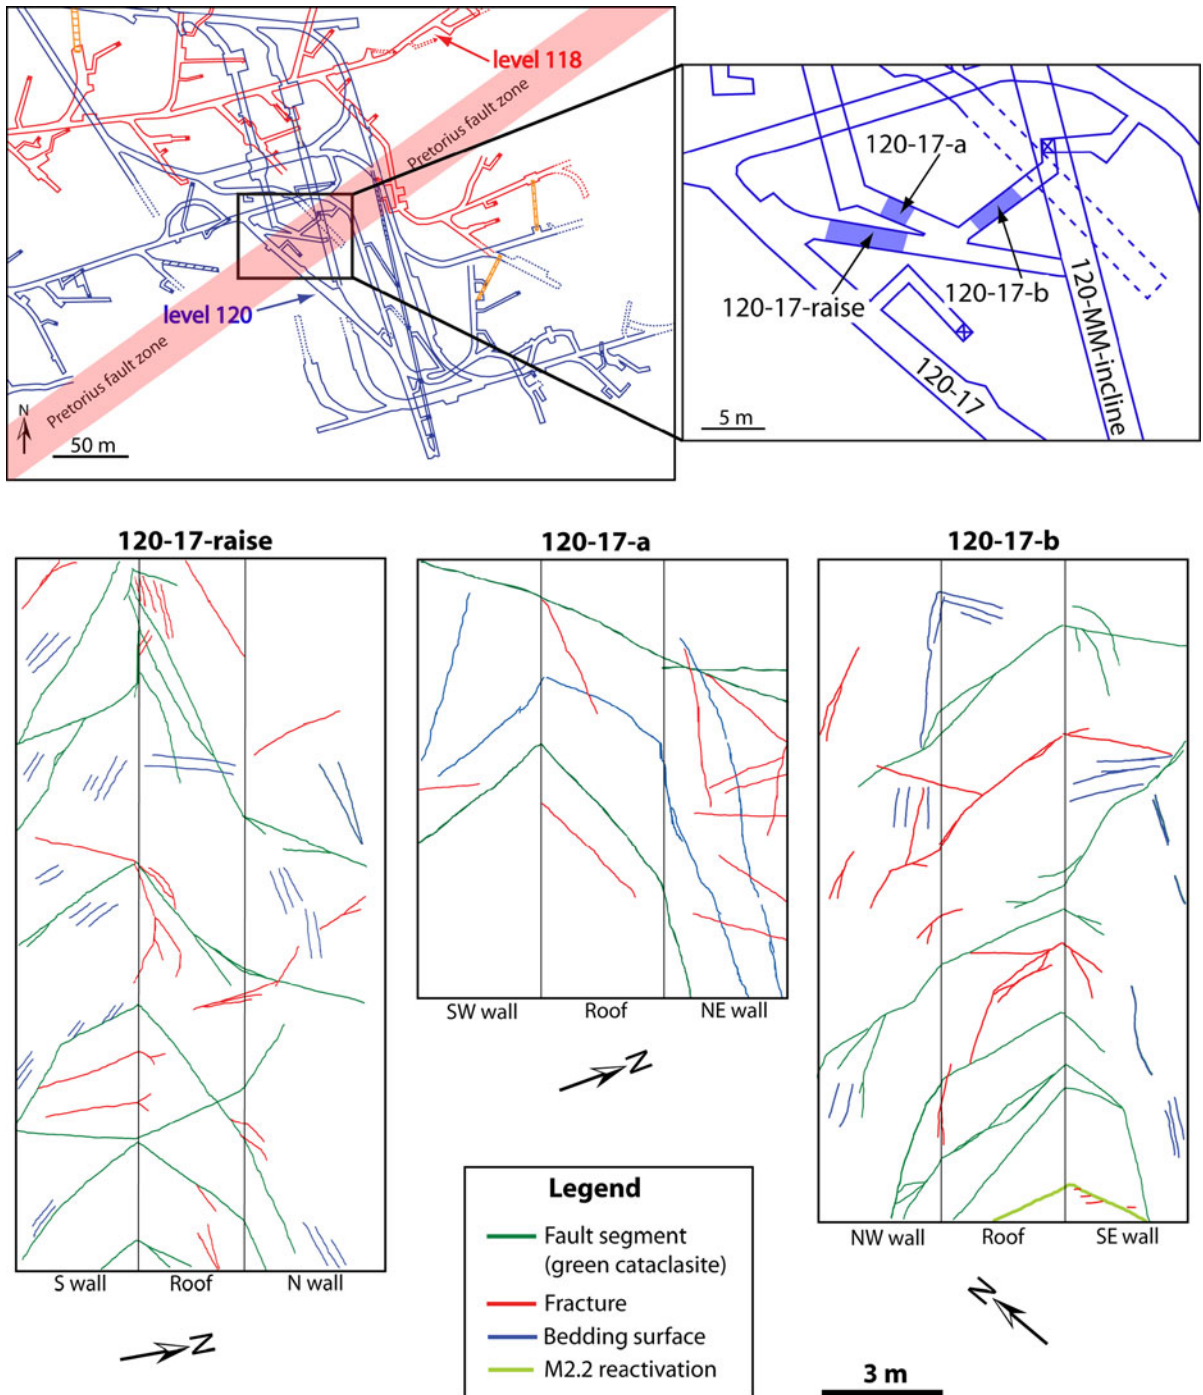 level 118
Pretorius fault zone
level 120
Pretorius fault zone
N
50 m
120-17-a
120-17-raise
120-17-b
120-17
120-MM-incline
5 m
120-17-raise
120-17-a
120-17-b
S wall
Roof
N wall
SW wall
Roof
NE wall
NW wall
Roof
SE wall
N
N
N
Legend
Fault segment
(green cataclasite)
Fracture
Bedding surface
M2.2 reactivation
3 m